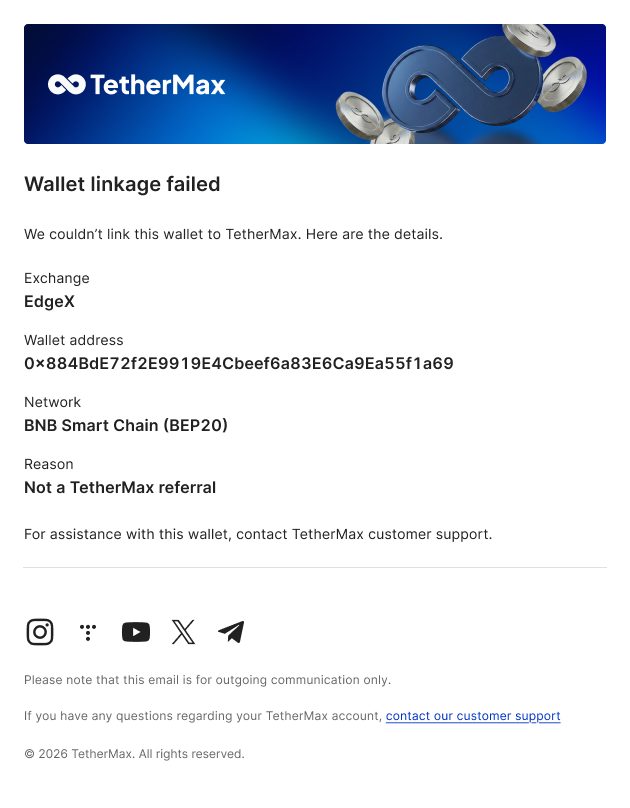 TetherMax
Wallet linkage failed
We couldn’t link this wallet to TetherMax. Here are the details.
Exchange
EdgeX
Wallet address
0×884BdE72f2E9919E4Cbeef6a83E6Ca9Ea55f1a69
Network
BNB Smart Chain (BEP20)
Reason
Not a TetherMax referral
For assistance with this wallet, contact TetherMax customer support.
Please note that this email is for outgoing communication only.
If you have any questions regarding your TetherMax account, contact our customer support
© 2026 TetherMax. All rights reserved.